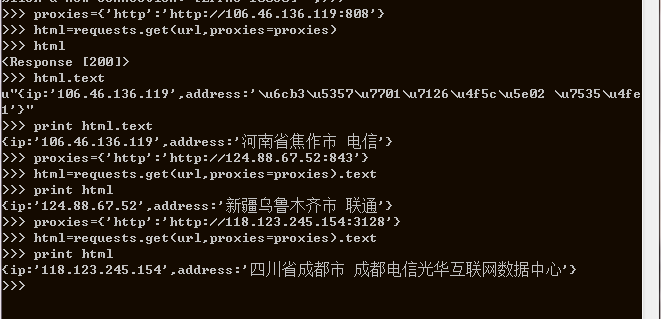 >>> proxies={'http':'http://106.46.136.119:808'}
>>> html=requests.get(url,proxies=proxies)
>>> html
<Response [200]>
>>> html.text
u"{ip:'106.46.136.119',address:'\u6cb3\u5357\u7701\u7126\u4f5c\u5e02 \u7535\u4fe
1'}"
>>> print html.text
{ip:'106.46.136.119',address:'河南省焦作市 电信'}
>>> proxies={'http':'http://124.88.67.52:843'}
>>> html=requests.get(url,proxies=proxies).text
>>> print html
{ip:'124.88.67.52',address:'新疆乌鲁木齐市 联通'}
>>> proxies={'http':'http://118.123.245.154:3128'}
>>> html=requests.get(url,proxies=proxies).text
>>> print html
{ip:'118.123.245.154',address:'四川省成都市 成都电信光华互联网数据中心'}
>>>